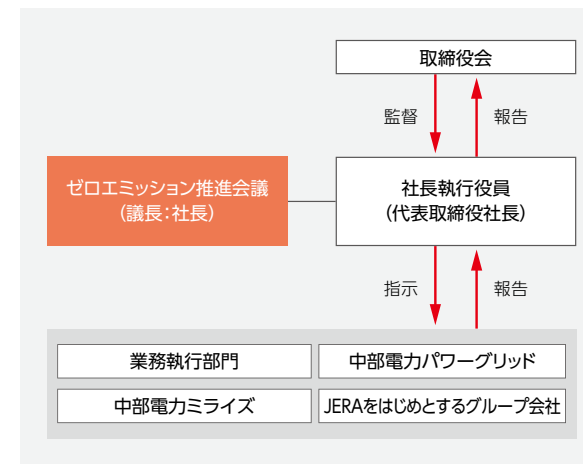 取締役会
監督
報告
ゼロエミッション推進会議
(議長:社長)
社長執行役員
(代表取締役社長)
指示
報告
業務執行部門
中部電力パワーグリッド
中部電力ミライズ
JERAをはじめとするグループ会社